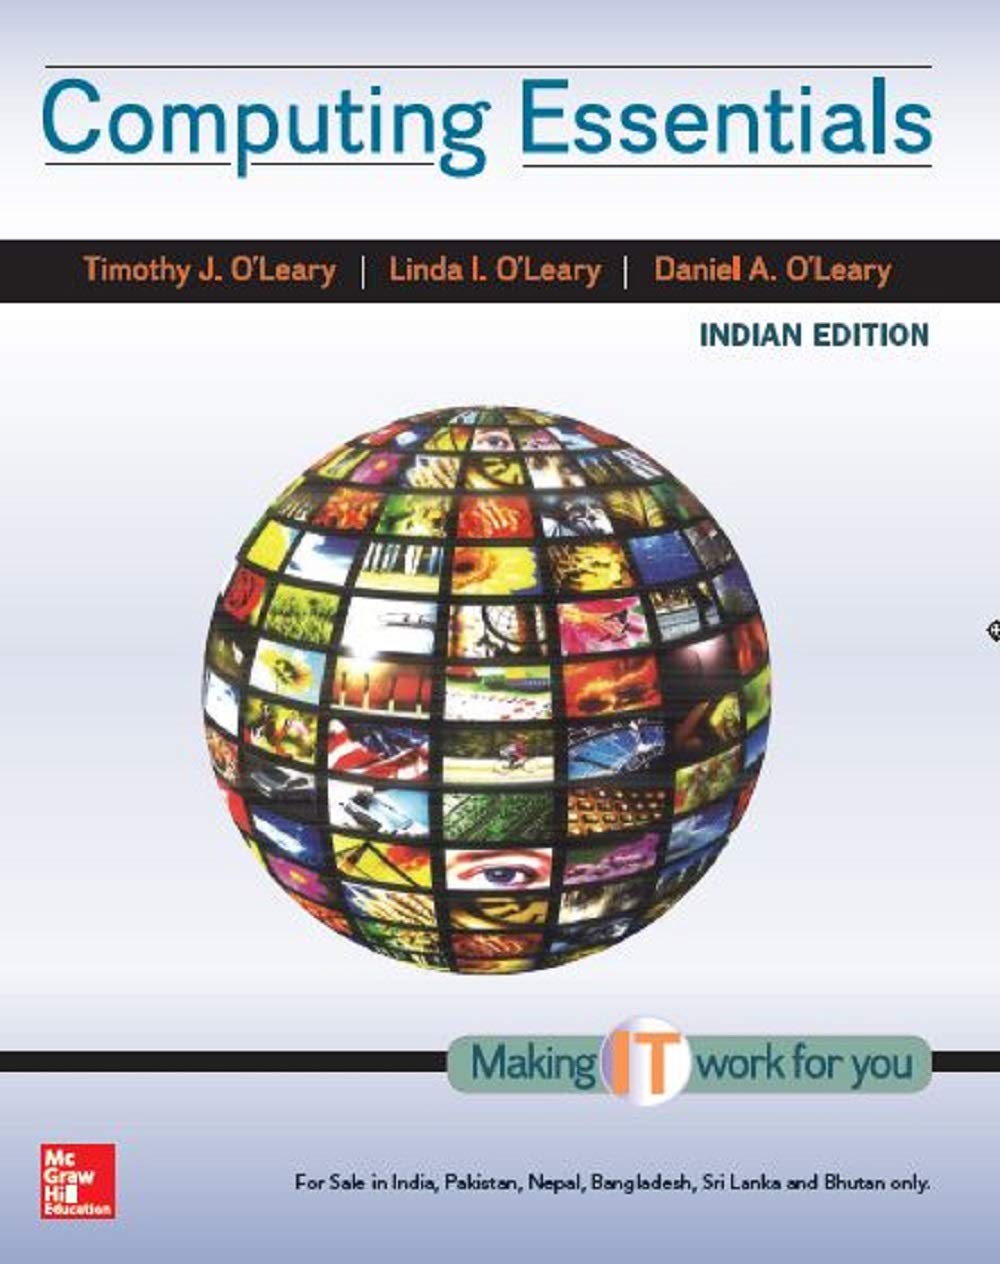 Computing Essentials
Timothy J. O'Leary | Linda I. O'Leary | Daniel A. O'Leary
INDIAN EDITION
Making IT work for you
Mc
Graw
Hill
Education
For Sale in India, Pakistan, Nepal, Bangladesh, Sri Lanka and Bhutan only.